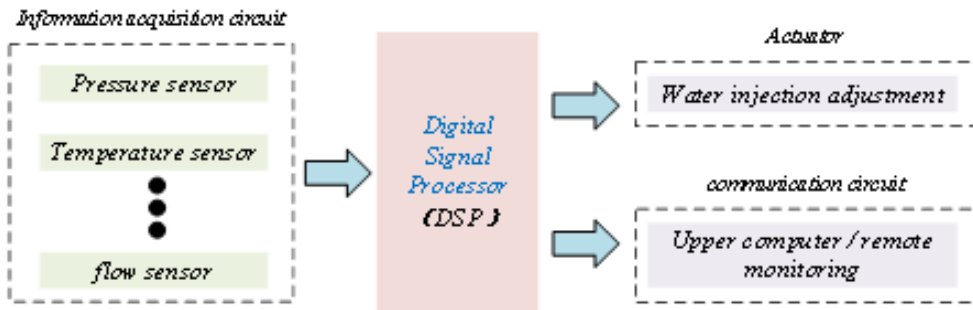 Information acquisition circuit
Pressure sensor
Temperature sensor
flow sensor
Digital
Signal
Processor
(DSP)
Actuator
Water injection adjustment
communication circuit
Upper computer / remote
monitoring